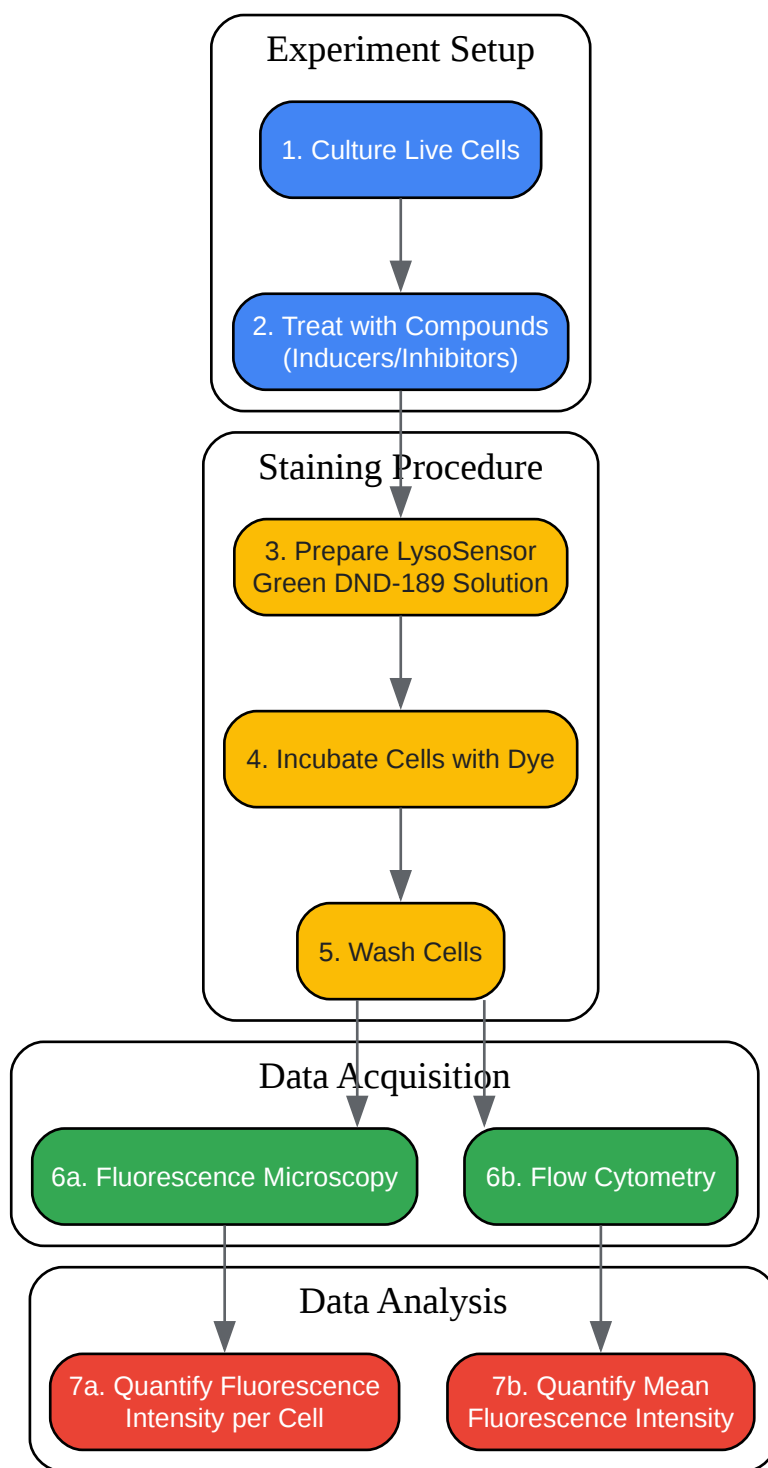 Experiment Setup
1. Culture Live Cells
2. Treat with Compounds
(Inducers/Inhibitors)
Staining Procedure
3. Prepare LysoSensor
Green DND-189 Solution
4. Incubate Cells with Dye
5. Wash Cells
Data Acquisition
6a. Fluorescence Microscopy
6b. Flow Cytometry
Data Analysis
7a. Quantify Fluorescence
Intensity per Cell
7b. Quantify Mean
Fluorescence Intensity